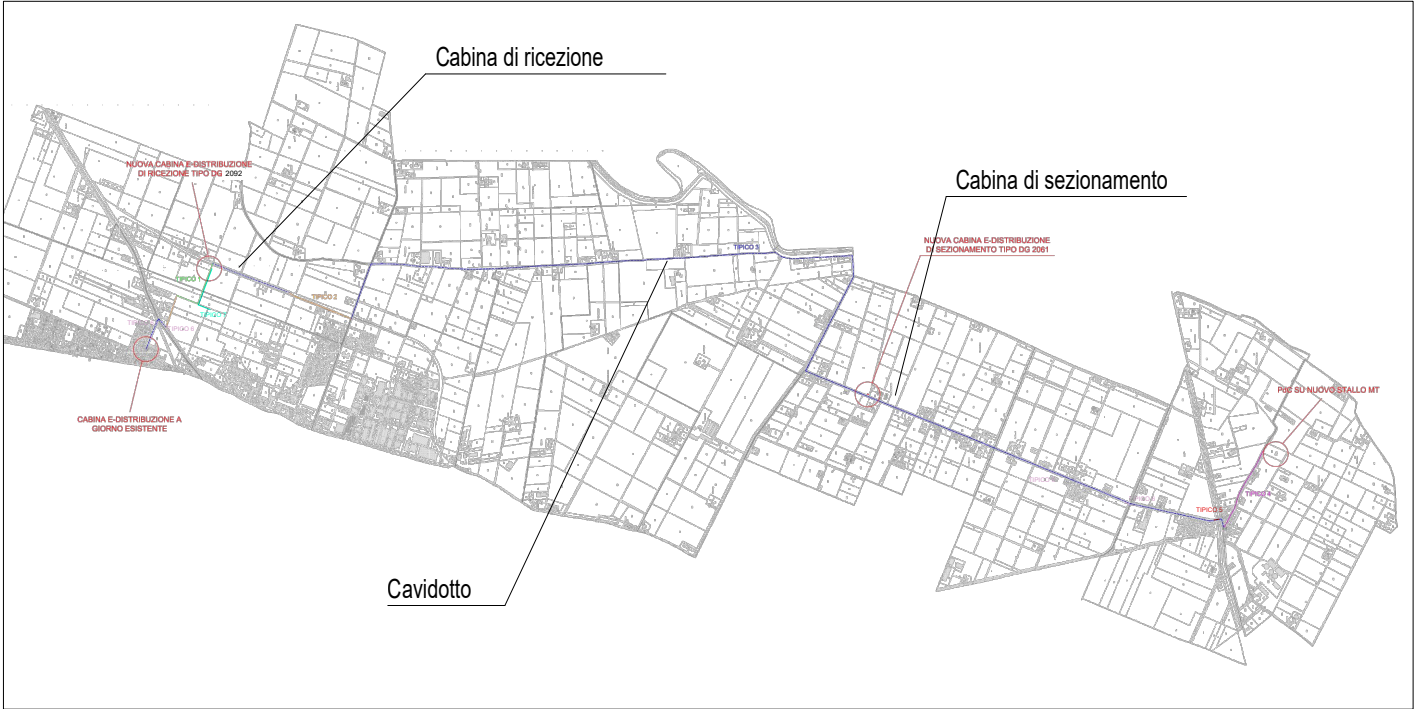 Cabina di ricezione
NUOVA CABINA E-DISTRIBUZIONE
DI RICEZIONE TIPO DG 2092
Cabina di sezionamento
NUOVA CABINA E-DISTRIBUZIONE
DI SEZIONAMENTO TIPO DG 2061
TIPICO 3
TIPICO
TIPICO 2
TIPICO
TIPICO 6
CABINA E-DISTRIBUZIONE A
GIORNO ESISTENTE
PdC SU NUOVO STALLO MT
TIPICO
TIPICO 4
TIPICO 5
Cavidotto